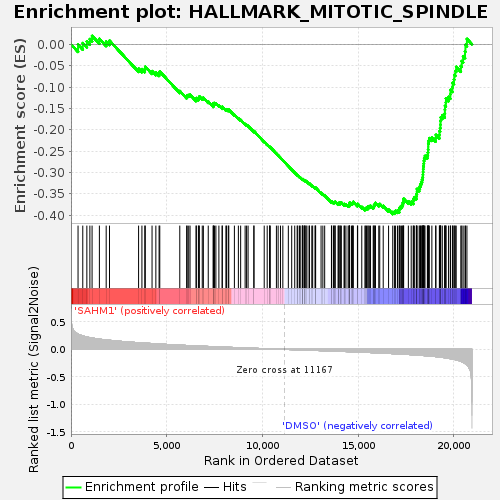 Enrichment plot: HALLMARK_MITOTIC_SPINDLE
Enrichment score (ES)
0.00
-0.05
-0.10
-0.15
-0.20
-0.25
-0.30
-0.35
-0.40
'SAHM1' (positively correlated)
Ranked list metric (Signal2Noise)
0.5
0.0
-0.5
-1.0
-1.5
Zero cross at 11167
'DMSO' (negatively correlated)
0
5,000
10,000
15,000
20,000
Rank in Ordered Dataset
Enrichment profile
Hits
Ranking metric scores